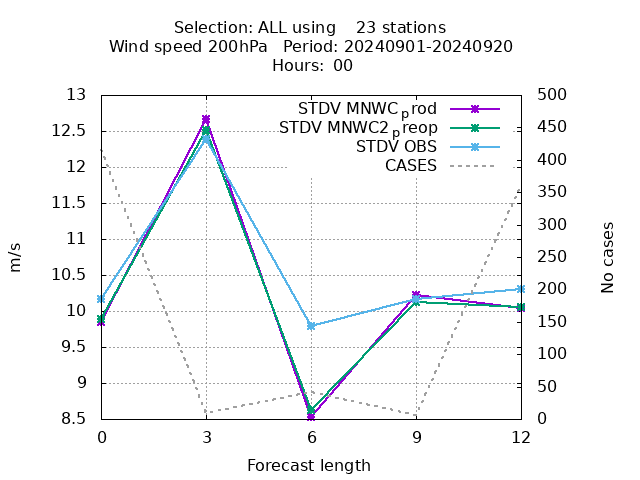 Selection: ALL using    23 stations
Wind speed 200hPa   Period: 20240901-20240920
Hours:  00
STDV MNWC_prod
STDV MNWC2_preop
STDV OBS
CASES
13
12.5
12
11.5
11
10.5
10
9.5
9
8.5
500
450
400
350
300
250
200
150
100
50
0
m/s
No cases
0 3 6 9 12
Forecast length